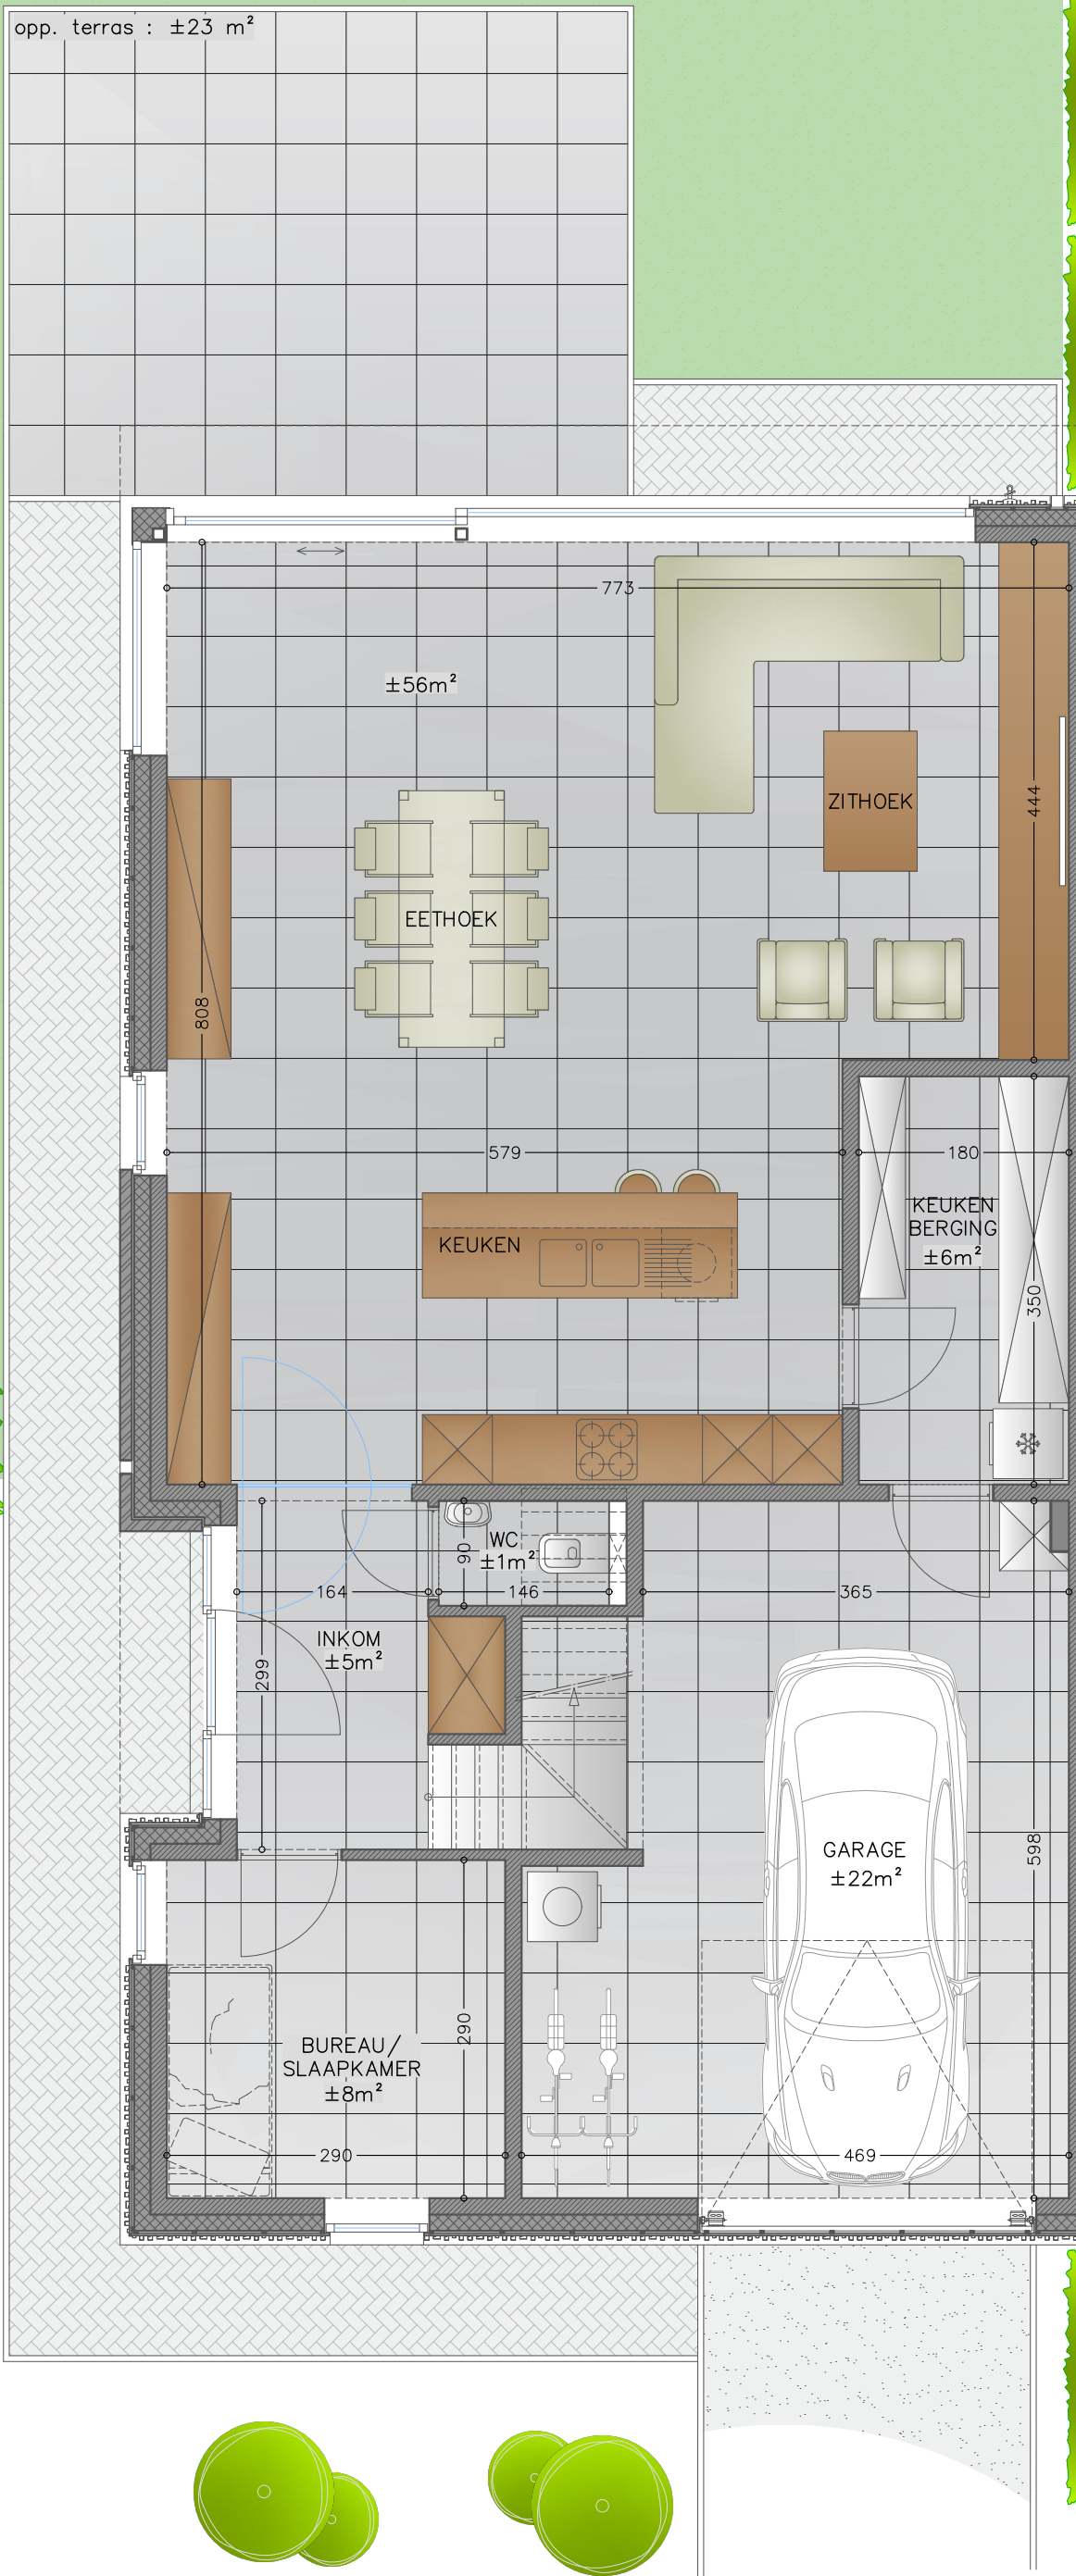 opp. terras : ±23 m²
773
±56m²
ZITHOEK
444
EETHOEK
808
579
180
KEUKEN
KEUKEN
BERGING
±6m²
350
WC
±1m²
90
164
146
365
INKOM
±5m²
299
GARAGE
±22m²
598
BUREAU/
SLAAPKAMER
±8m²
290
290
469